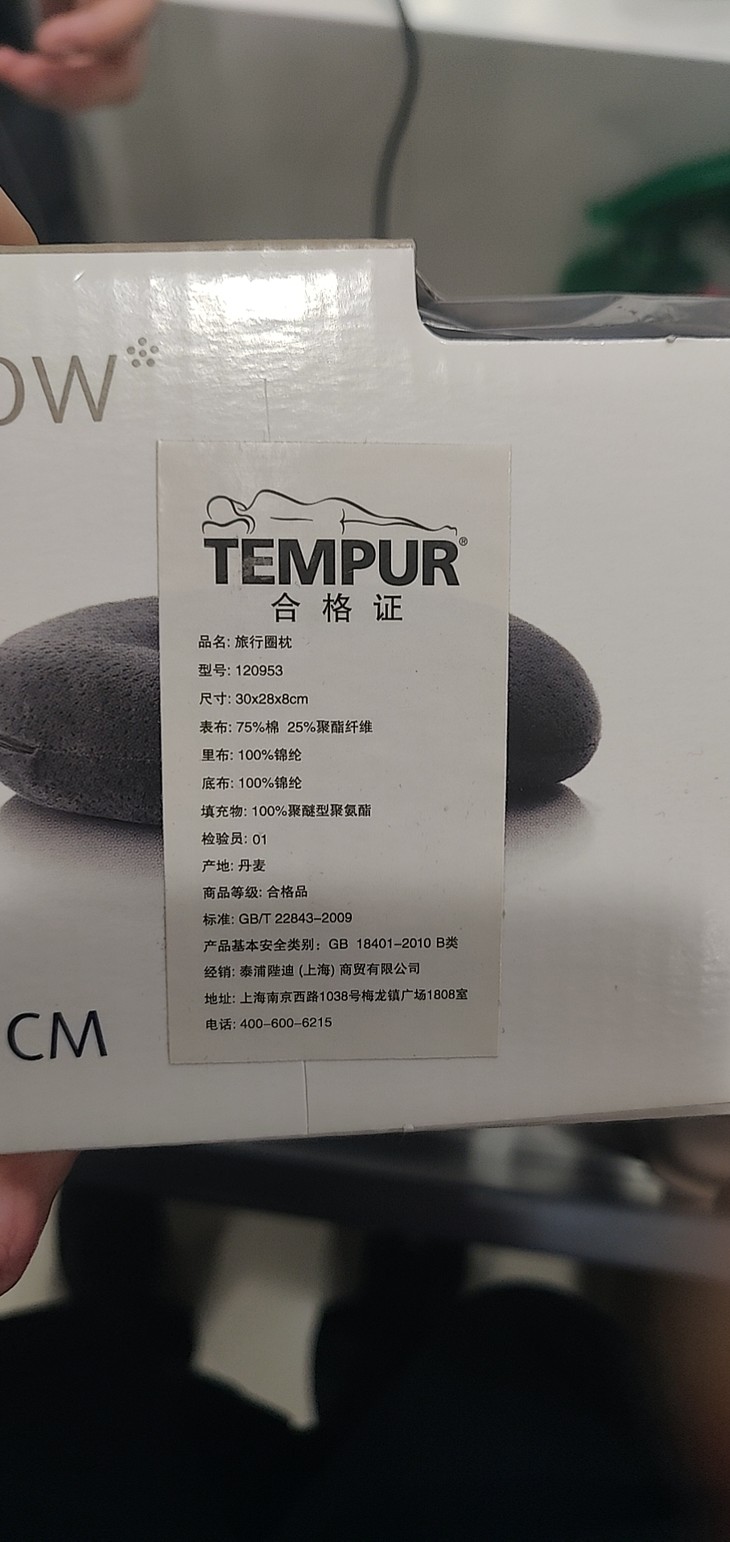 OW
TEMPUR®
合格证
品名: 旅行圈枕
型号: 120953
尺寸: 30x28x8cm
表布: 75%棉 25%聚酯纤维
里布: 100%锦纶
底布: 100%锦纶
填充物: 100%聚醚型聚氨酯
检验员: 01
产地: 丹麦
商品等级: 合格品
标准: GB/T 22843-2009
产品基本安全类别: GB 18401-2010 B类
经销: 泰浦陛迪 (上海) 商贸有限公司
地址: 上海南京西路1038号梅龙镇广场1808室
电话: 400-600-6215
CM